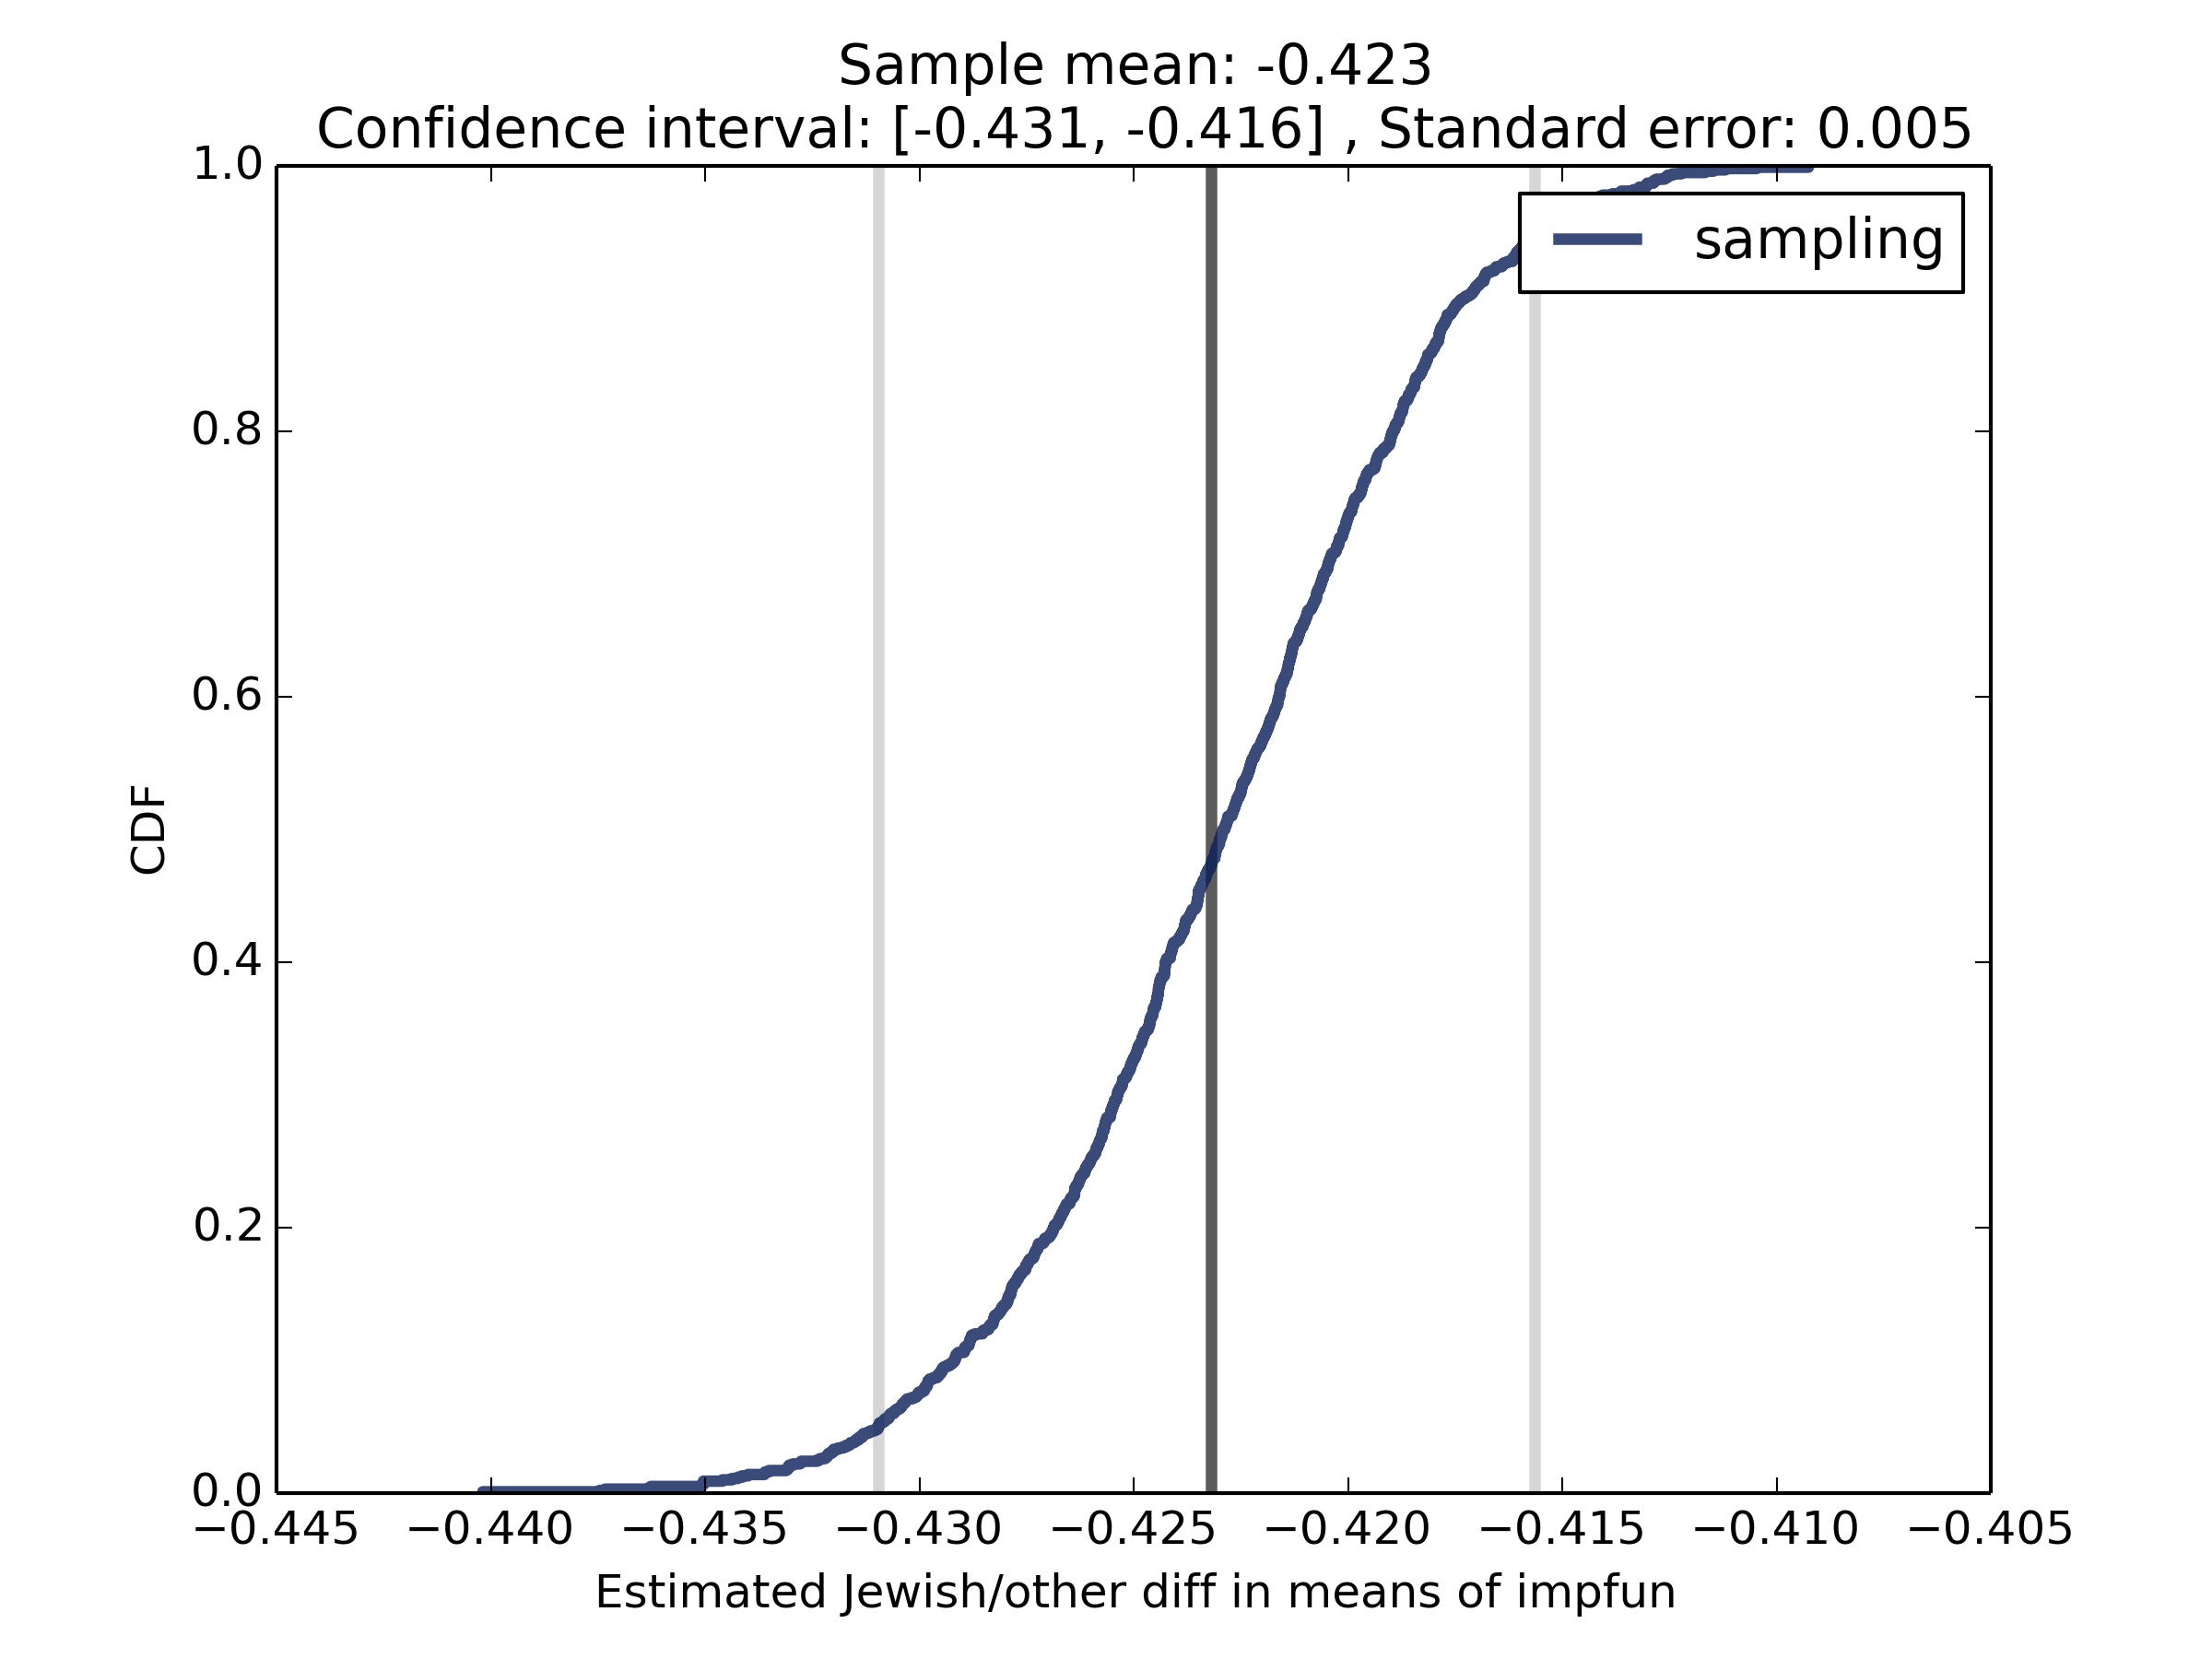 Sample mean: -0.423
Confidence interval: [-0.431, -0.416] , Standard error: 0.005
1.0
0.8
0.6
0.4
0.2
0.0
CDF
sampling
−0.445 −0.440 −0.435 −0.430 −0.425 −0.420 −0.415 −0.410 −0.405
Estimated Jewish/other diff in means of impfun